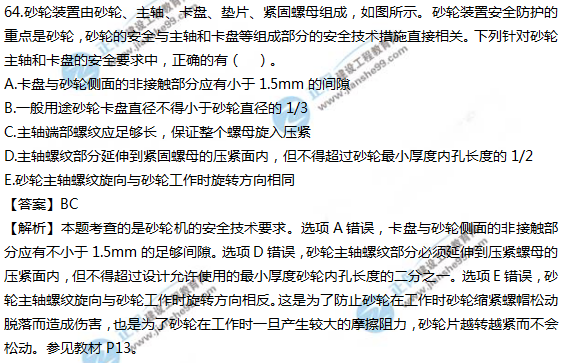 64.砂轮装置由砂轮、主轴、卡盘、垫片、紧固螺母组成，如图所示。砂轮装置安全防护的
重点是砂轮，砂轮的安全与主轴和卡盘等组成部分的安全技术措施直接相关。下列针对砂轮
主轴和卡盘的安全要求中，正确的有（　）。
A.卡盘与砂轮侧面的非接触部分应有小于 1.5mm 的间隙
B.一般用途砂轮卡盘直径不得小于砂轮直径的 1/3
C.主轴端部螺纹应足够长，保证整个螺母旋入压紧
D.主轴螺纹部分延伸到紧固螺母的压紧面内，但不得超过砂轮最小厚度内孔长度的 1/2
E.砂轮主轴螺纹旋向与砂轮工作时旋转方向相同
【答案】BC
【解析】本题考查的是砂轮机的安全技术要求。选项 A 错误，卡盘与砂轮侧面的非接触部
分应有不小于 1.5mm 的足够间隙。选项 D 错误，砂轮主轴螺纹部分必须延伸到压紧螺母的
压紧面内，但不得超过设计允许使用的最小厚度砂轮内孔长度的二分之一。选项 E 错误，砂
轮主轴螺纹旋向与砂轮工作时旋转方向相反。这是为了防止砂轮在工作时砂轮缩紧螺帽松动
脱落而造成伤害，也是为了砂轮在工作时一旦产生较大的摩擦阻力，砂轮片越转越紧而不会
松动。参见教材 P13。